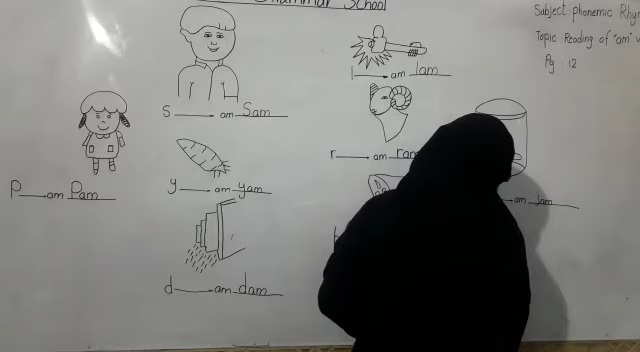 Grammar School
Subject: phonemic Rhy
Topic: Reading of "am"
Pg: 12
P am Pam
s am Sam
y am yam
d am dam
l am lam
r am ram
am Jam